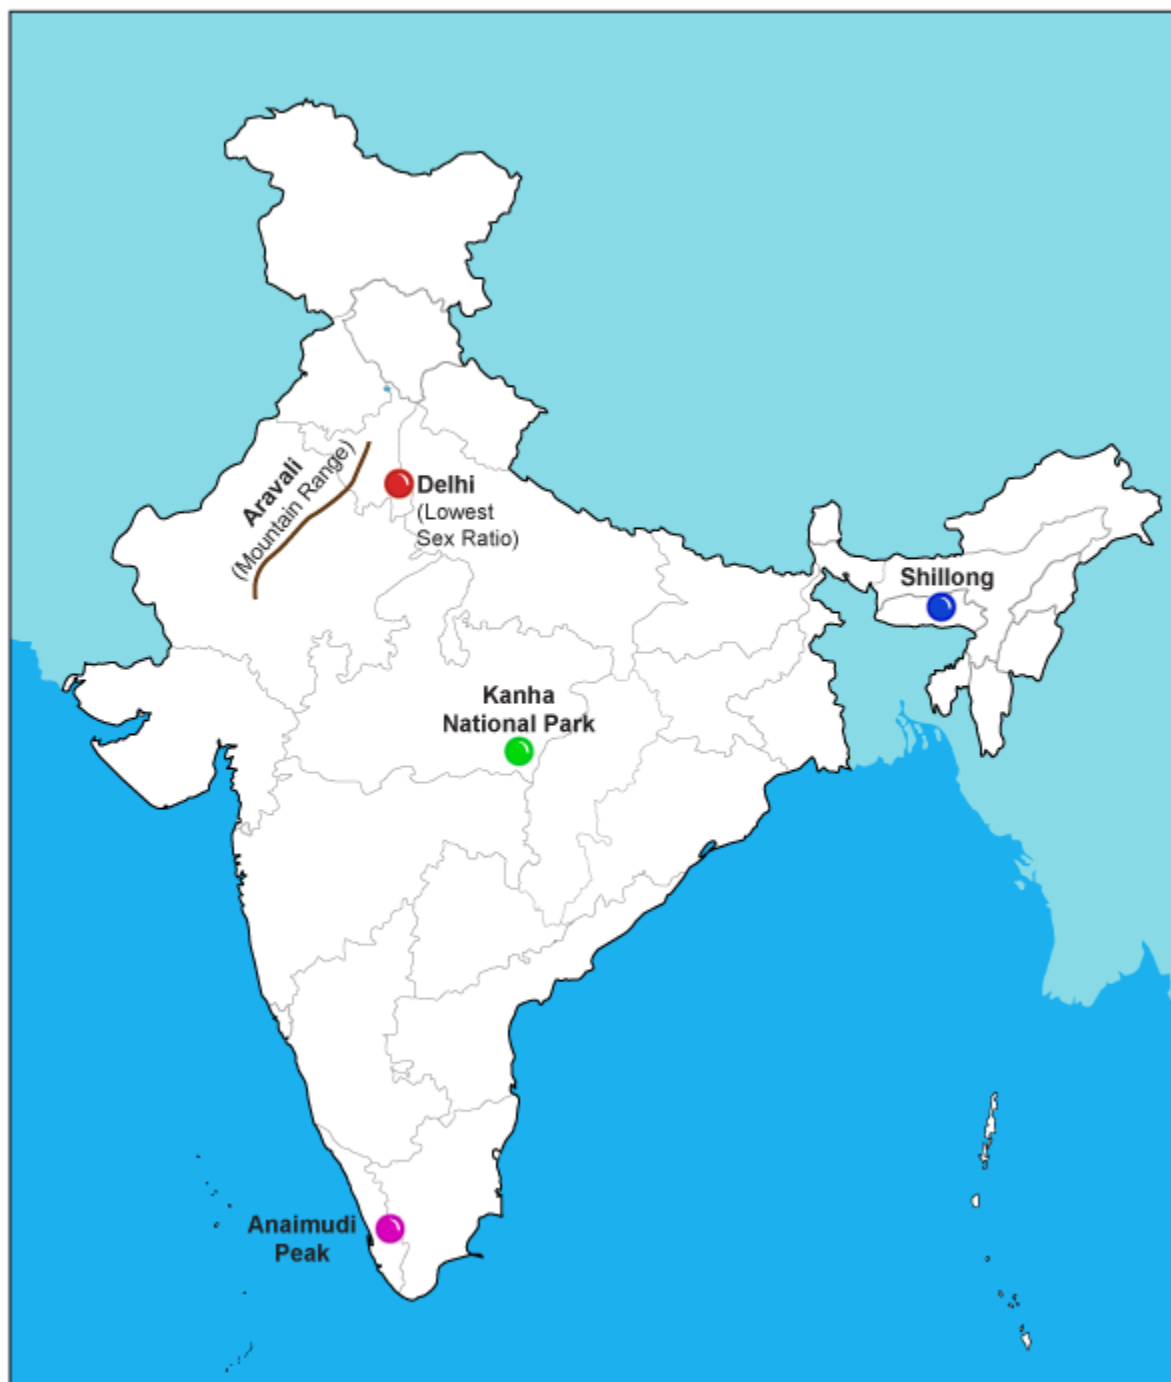 Aravali
(Mountain Range)
Delhi
(Lowest
Sex Ratio)
Shillong
Kanha
National Park
Anaimudi
Peak